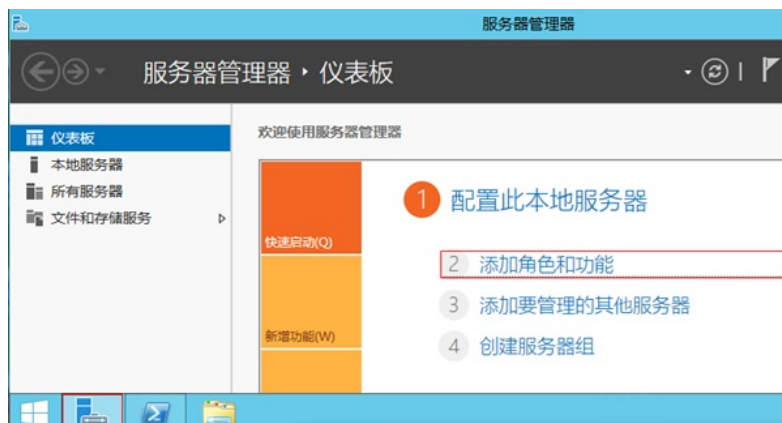 服务器管理器
服务器管理器 ‣ 仪表板
仪表板
本地服务器
所有服务器
文件和存储服务
欢迎使用服务器管理器
快速启动(Q)
新增功能(W)
1 配置此本地服务器
2 添加角色和功能
3 添加要管理的其他服务器
4 创建服务器组